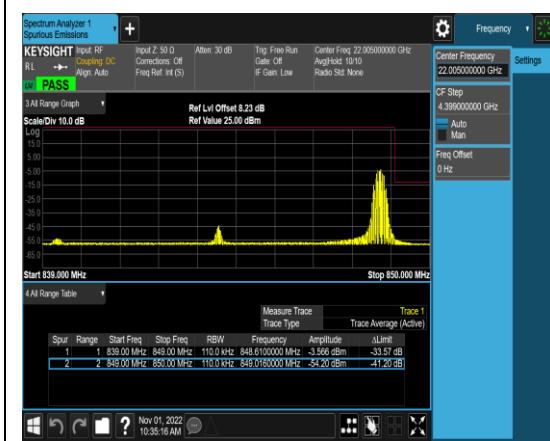 Spectrum Analyzer 1
Spurious Emissions
Frequency
KEYSIGHT
RL
Input: RF
Coupling: DC
Align: Auto
Input Z: 50 Ω
Corrections: Off
Freq Ref: Int (S)
Atten: 30 dB
Trig: Free Run
Gate: Off
IF Gain: Low
Center Freq: 22.005000000 GHz
Avg|Hold: 10/10
Radio Std: None
PASS
Center Frequency
22.005000000 GHz
Settings
CF Step
4.399000000 GHz
Auto
Man
Freq Offset
0 Hz
3 All Range Graph
Scale/Div 10.0 dB
Ref Lvl Offset 8.23 dB
Ref Value 25.00 dBm
Log
15.0
5.00
-5.00
-15.0
-25.0
-35.0
-45.0
-55.0
-65.0
Start 839.000 MHz
Stop 850.000 MHz
4 All Range Table
Measure Trace Trace 1
Trace Type Trace Average (Active)
Spur Range Start Freq Stop Freq RBW Frequency Amplitude ΔLimit
1 1 839.00 MHz 849.00 MHz 110.0 kHz 848.6100000 MHz -3.566 dBm -33.57 dB
2 2 849.00 MHz 850.00 MHz 110.0 kHz 849.0160000 MHz -54.20 dBm -41.20 dB
?
Nov 01, 2022
10:35:16 AM